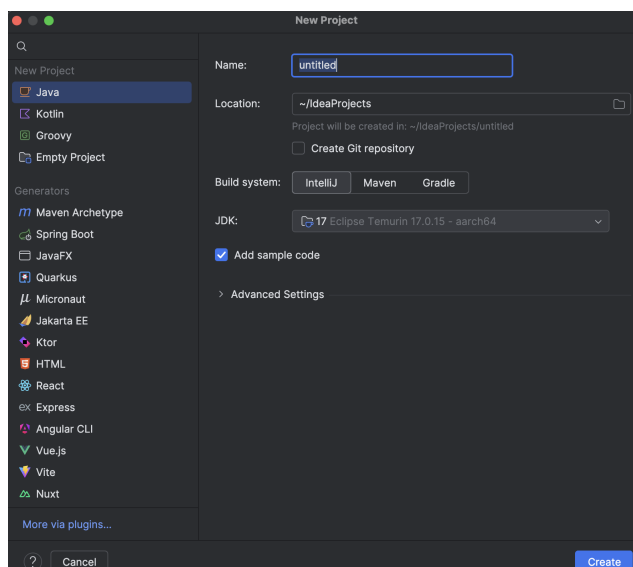 New Project
New Project
Java
Kotlin
Groovy
Empty Project
Generators
Maven Archetype
Spring Boot
JavaFX
Quarkus
Micronaut
Jakarta EE
Ktor
HTML
React
ex Express
Angular CLI
Vue.js
Vite
Nuxt
More via plugins...
Name: untitled
Location: ~/IdeaProjects
Project will be created in: ~/IdeaProjects/untitled
Create Git repository
Build system: IntelliJ Maven Gradle
JDK: 17 Eclipse Temurin 17.0.15 - aarch64
Add sample code
Advanced Settings
? Cancel Create